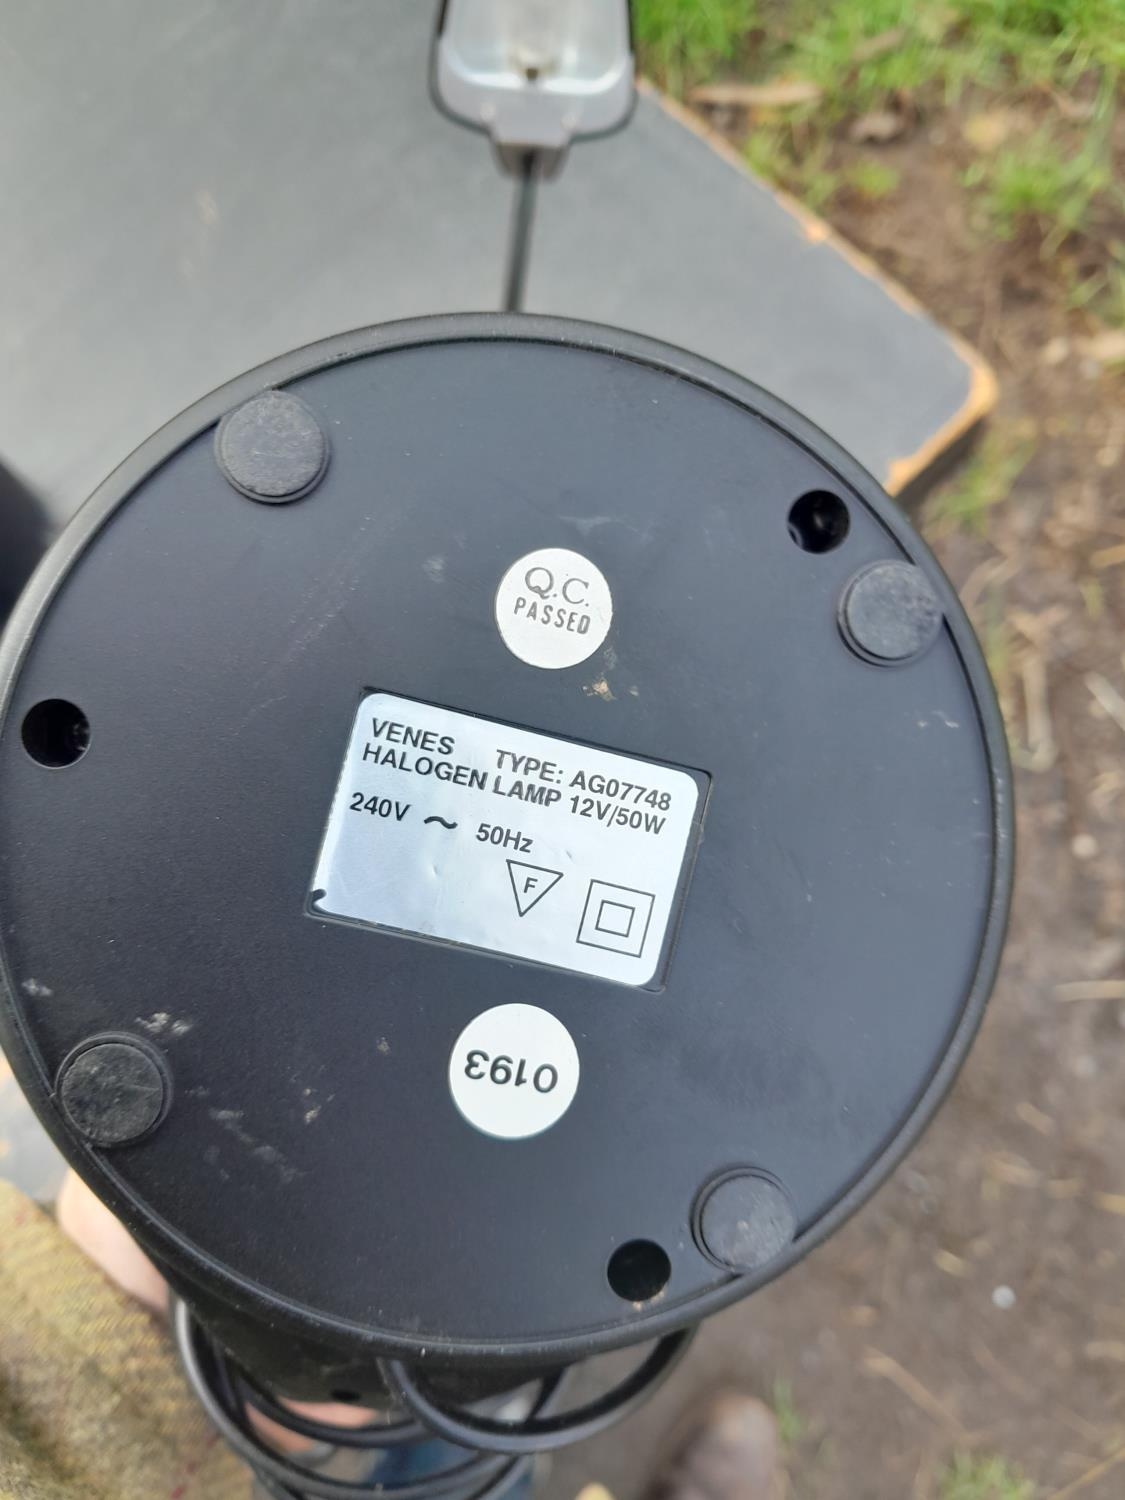 Q.C.
PASSED
VENES TYPE: AG07748
HALOGEN LAMP 12V/50W
240V ~ 50Hz
F
0193